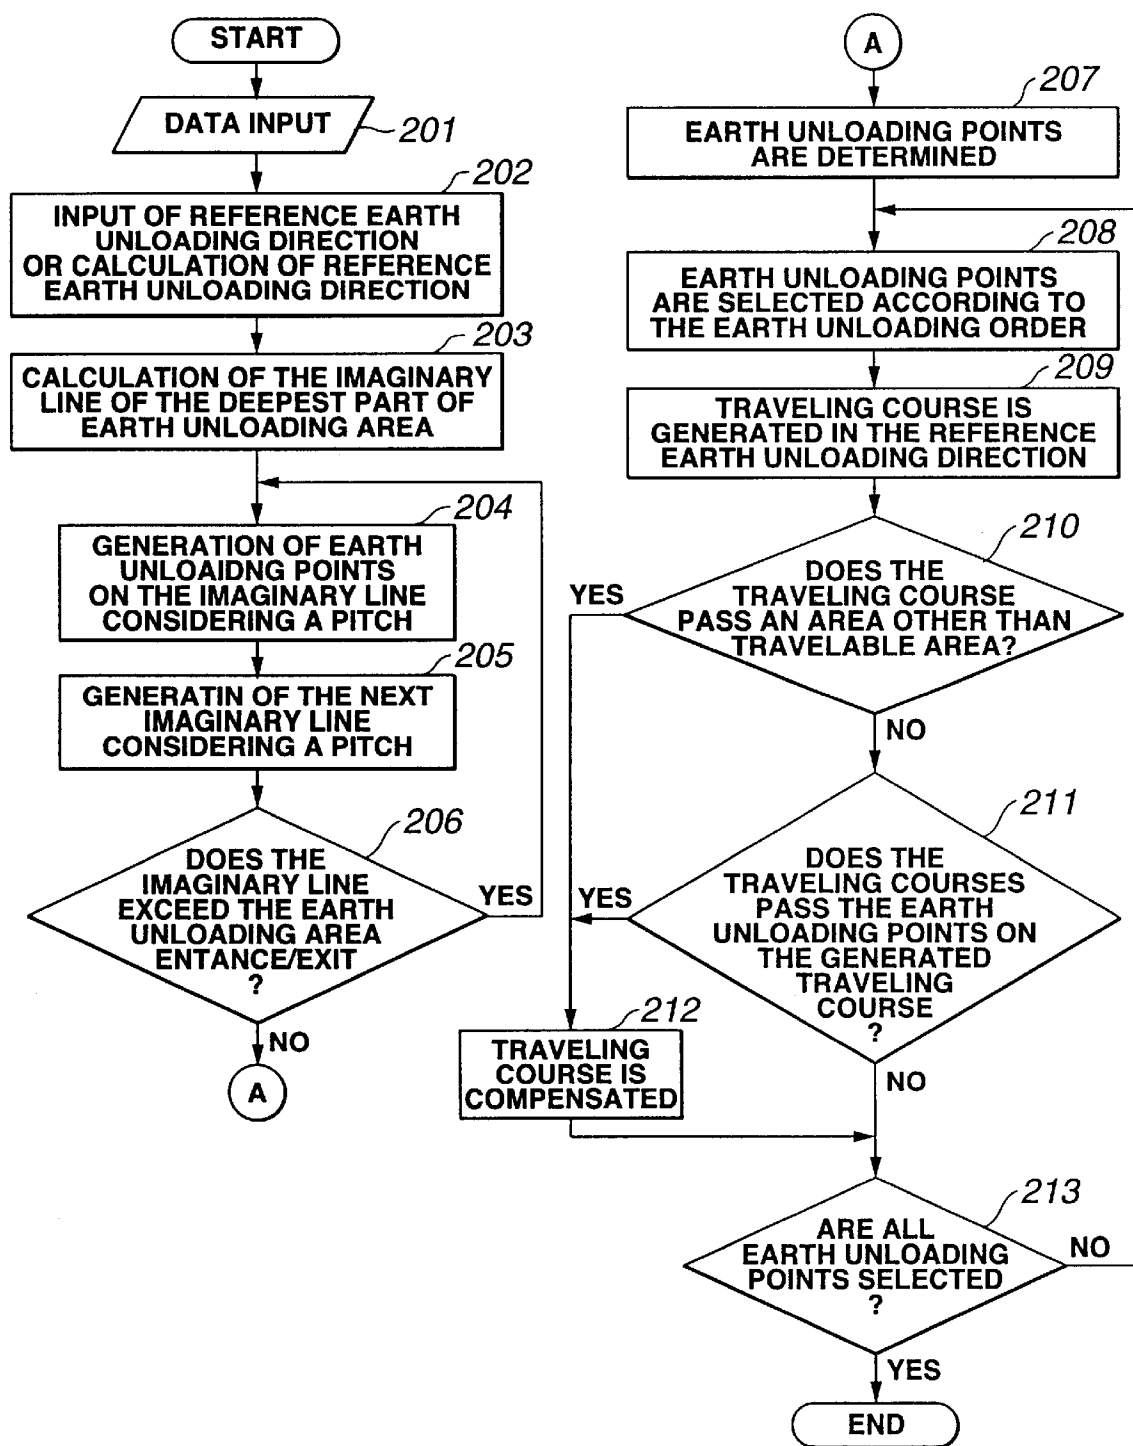 START
DATA INPUT
201
202
INPUT OF REFERENCE EARTH
UNLOADING DIRECTION
OR CALCULATION OF REFERENCE
EARTH UNLOADING DIRECTION
203
CALCULATION OF THE IMAGINARY
LINE OF THE DEEPEST PART OF
EARTH UNLOADING AREA
204
GENERATION OF EARTH
UNLOAIDNG POINTS
ON THE IMAGINARY LINE
CONSIDERING A PITCH
205
GENERATIN OF THE NEXT
IMAGINARY LINE
CONSIDERING A PITCH
206
DOES THE
IMAGINARY LINE
EXCEED THE EARTH
UNLOADING AREA
ENTANCE/EXIT
?
YES
NO
A
A
207
EARTH UNLOADING POINTS
ARE DETERMINED
208
EARTH UNLOADING POINTS
ARE SELECTED ACCORDING TO
THE EARTH UNLOADING ORDER
209
TRAVELING COURSE IS
GENERATED IN THE REFERENCE
EARTH UNLOADING DIRECTION
210
DOES THE
TRAVELING COURSE
PASS AN AREA OTHER THAN
TRAVELABLE AREA?
YES
NO
211
DOES THE
TRAVELING COURSES
PASS THE EARTH
UNLOADING POINTS ON
THE GENERATED
TRAVELING
COURSE
?
YES
NO
212
TRAVELING
COURSE IS
COMPENSATED
213
ARE ALL
EARTH UNLOADING
POINTS SELECTED
?
NO
YES
END